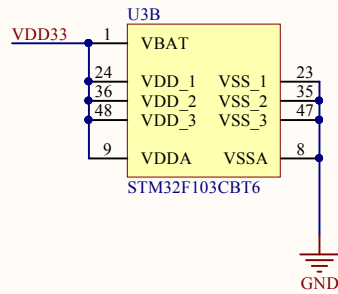 U3B
VDD33 1 VBAT
24 VDD_1 VSS_1 23
36 VDD_2 VSS_2 35
48 VDD_3 VSS_3 47
9 VDDA VSSA 8
STM32F103CBT6
GND